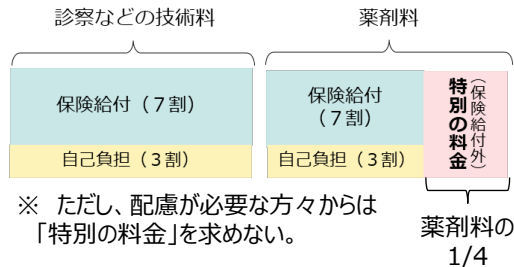 診察などの技術料
薬剤料
保険給付（７割）
自己負担（３割）
保険給付
（７割）
自己負担（３割）
特別の料金
（保険給付外）
※ ただし、配慮が必要な方々からは
「特別の料金」を求めない。
薬剤料の
1/4